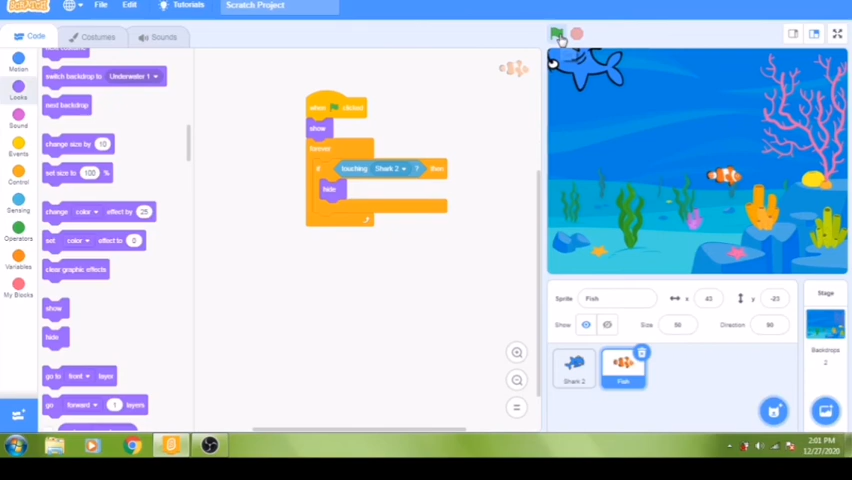 SCRATCH
File
Edit
Tutorials
Scratch Project
Code
Costumes
Sounds
Motion
Looks
Sound
Events
Control
Sensing
Operators
Variables
My Blocks
switch backdrop to Underwater 1
next backdrop
change size by 10
set size to 100 %
change color effect by 25
set color effect to 0
clear graphic effects
show
hide
go to front layer
go forward 1 layers
when clicked
show
forever
if touching Shark 2 ? then
hide
Sprite Fish x 43 y -23
Show Size 50 Direction 90
Shark 2
Fish
Stage
Backdrops
2
2:01 PM
12/27/2020